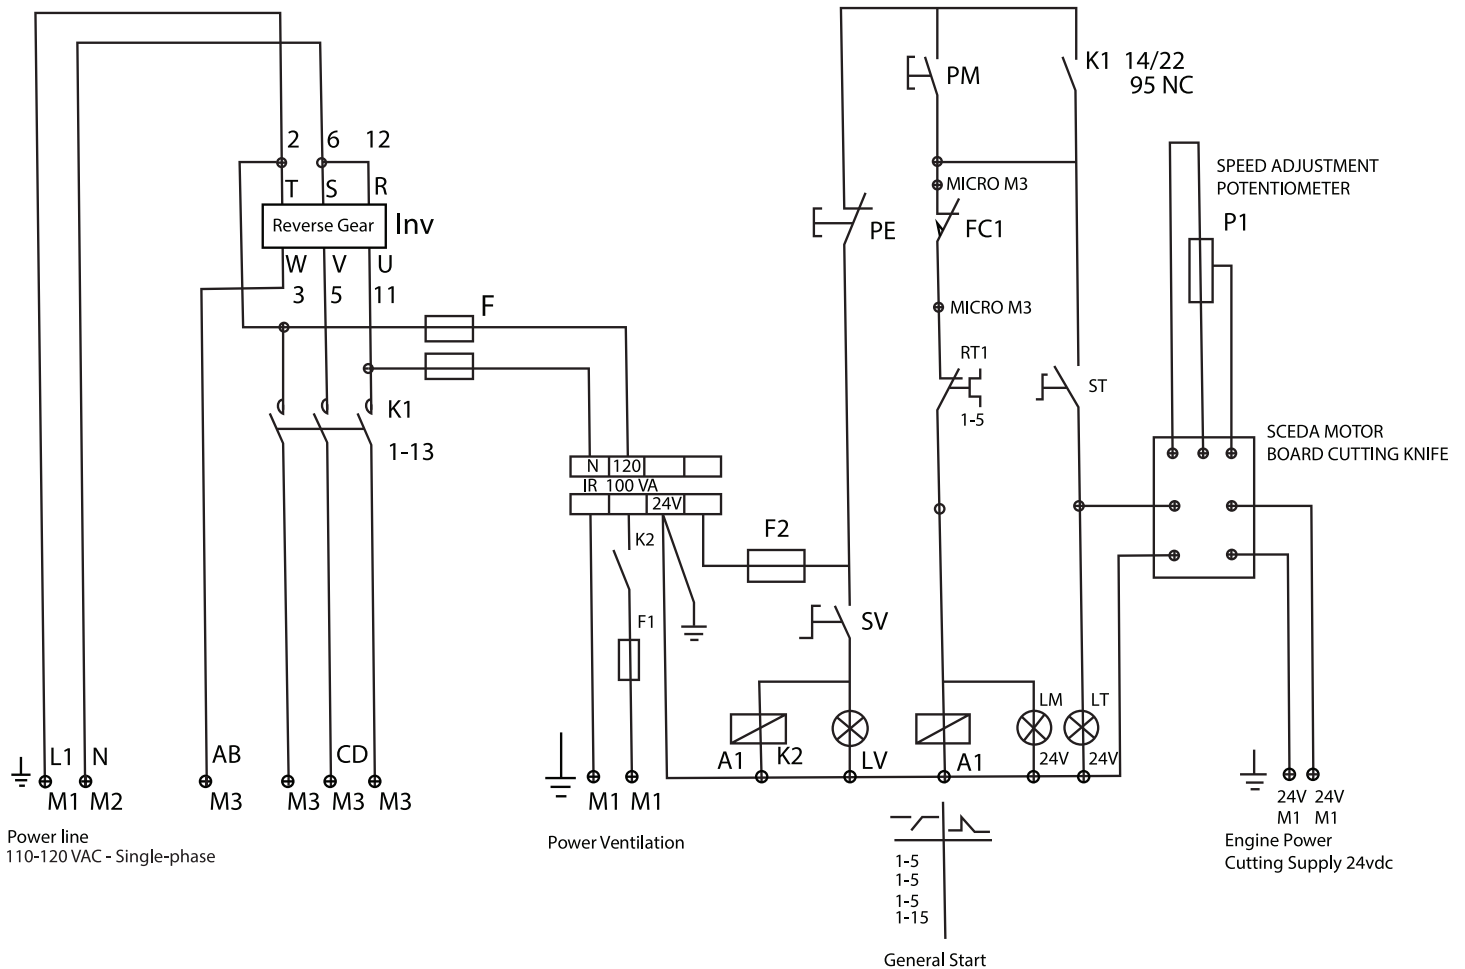 K1 14/22
95 NC
PM
2 6 12
SPEED ADJUSTMENT
POTENTIOMETER
P1
MICRO M3
T S R
Reverse Gear
Inv
FC1
PE
W V U
3 5 11
F
MICRO M3
RT1
1-5
ST
K1
1-13
SCEDA MOTOR
BOARD CUTTING KNIFE
N 120
IR 100 VA
24V
K2
F2
F1
SV
LM LT
L1 N
AB
CD
A1 K2
LV
A1
24V 24V
M1 M2
M3
M3 M3 M3
M1 M1
24V 24V
M1 M1
Power line
110-120 VAC - Single-phase
Power Ventilation
Engine Power
Cutting Supply 24vdc
1-5
1-5
1-5
1-15
General Start